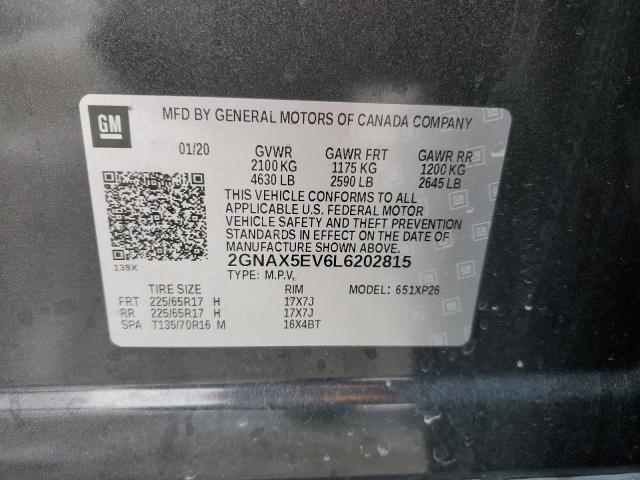 GM
MFD BY GENERAL MOTORS OF CANADA COMPANY
01/20 GVWR GAWR FRT GAWR RR
2100 KG 1175 KG 1200 KG
4630 LB 2590 LB 2645 LB
THIS VEHICLE CONFORMS TO ALL
APPLICABLE U.S. FEDERAL MOTOR
VEHICLE SAFETY, BUMPER, AND THEFT
PREVENTION STANDARDS
IN EFFECT ON THE DATE OF
MANUFACTURE SHOWN ABOVE.
139X
2GNAX5EV6L6202815
TYPE: M.P.V.
TIRE SIZE RIM MODEL: 651XP26
FRT 225/65R17 H 17X7J
RR 225/65R17 H 17X7J
SPA T135/70R16 M 16X4BT